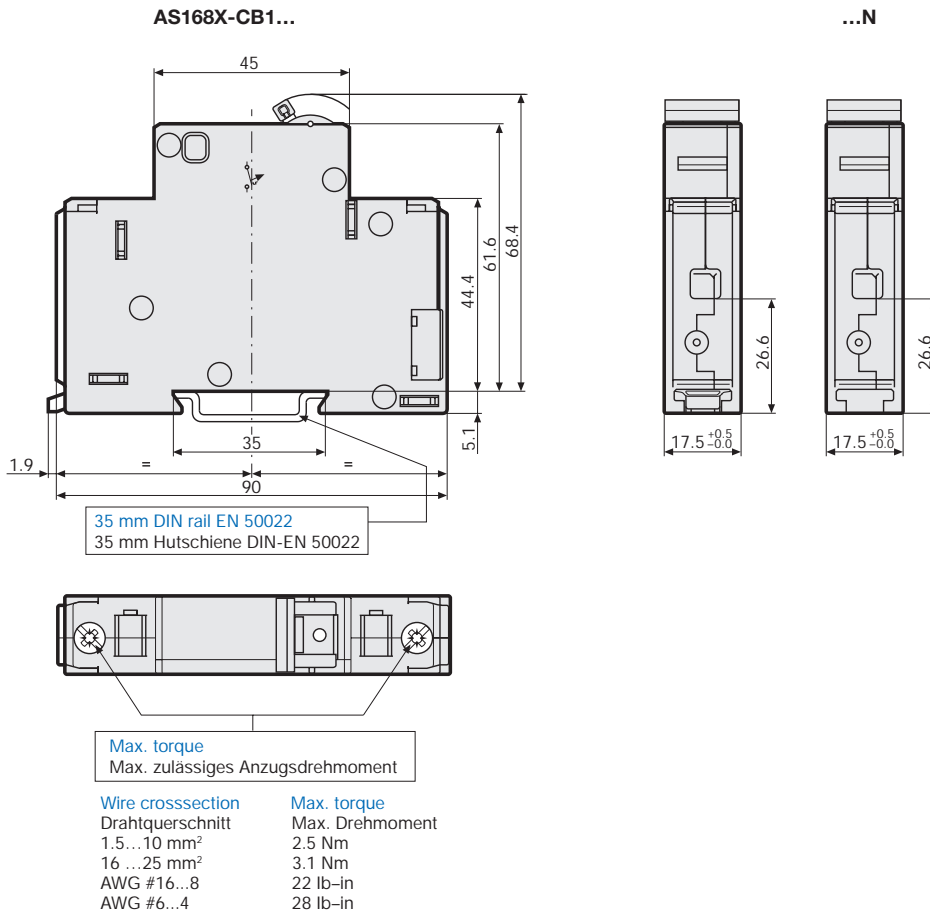 AS168X-CB1...
...N
45
44.4
61.6
68.4
5.1
35
1.9
=
=
90
26.6
17.5 +0.5 -0.0
26.6
17.5 +0.5 -0.0
35 mm DIN rail EN 50022
35 mm Hutschiene DIN-EN 50022
Max. torque
Max. zulässiges Anzugsdrehmoment
Wire crosssection Max. torque
Drahtquerschnitt Max. Drehmoment
1.5...10 mm² 2.5 Nm
16 ...25 mm² 3.1 Nm
AWG #16...8 22 lb–in
AWG #6...4 28 lb–in